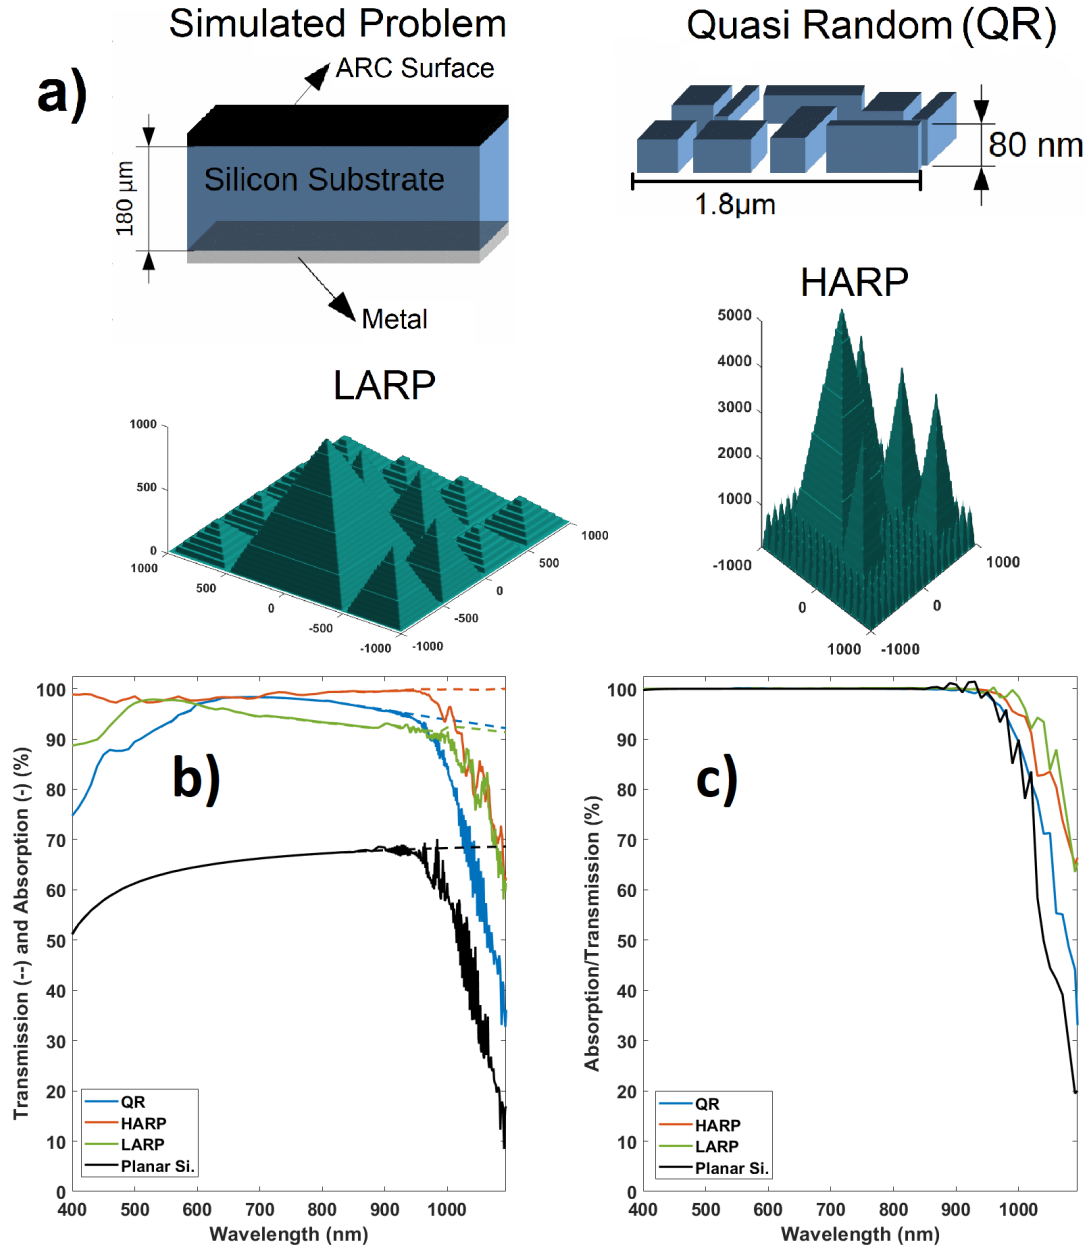 Simulated Problem
Quasi Random (QR)
a)
ARC Surface
Silicon Substrate
180 µm
Metal
80 nm
1.8µm
HARP
5000
4000
3000
2000
1000
-1000
0
1000
-1000
0
1000
LARP
1000
500
0
1000
500
0
-500
-1000
-1000
-500
0
500
1000
b)
Transmission (--) and Absorption (-) (%)
100
90
80
70
60
50
40
30
20
10
0
QR
HARP
LARP
Planar Si.
400 500 600 700 800 900 1000
Wavelength (nm)
c)
Absorption/Transmission (%)
100
90
80
70
60
50
40
30
20
10
0
QR
HARP
LARP
Planar Si.
400 500 600 700 800 900 1000
Wavelength (nm)